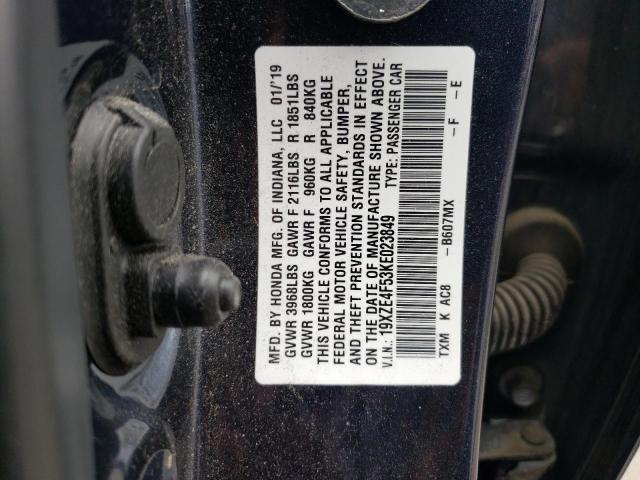 MFD. BY HONDA MFG. OF INDIANA, LLC 01/'19
GVWR 3968LBS GAWR F 2116LBS R 1851LBS
GVWR 1800KG GAWR F 960KG R 840KG
THIS VEHICLE CONFORMS TO ALL APPLICABLE
FEDERAL MOTOR VEHICLE SAFETY, BUMPER,
AND THEFT PREVENTION STANDARDS IN EFFECT
ON THE DATE OF MANUFACTURE SHOWN ABOVE.
V.I.N.: 19XZE4F53KE023849 TYPE: PASSENGER CAR
TXM K AC8 - B607MX -F -E